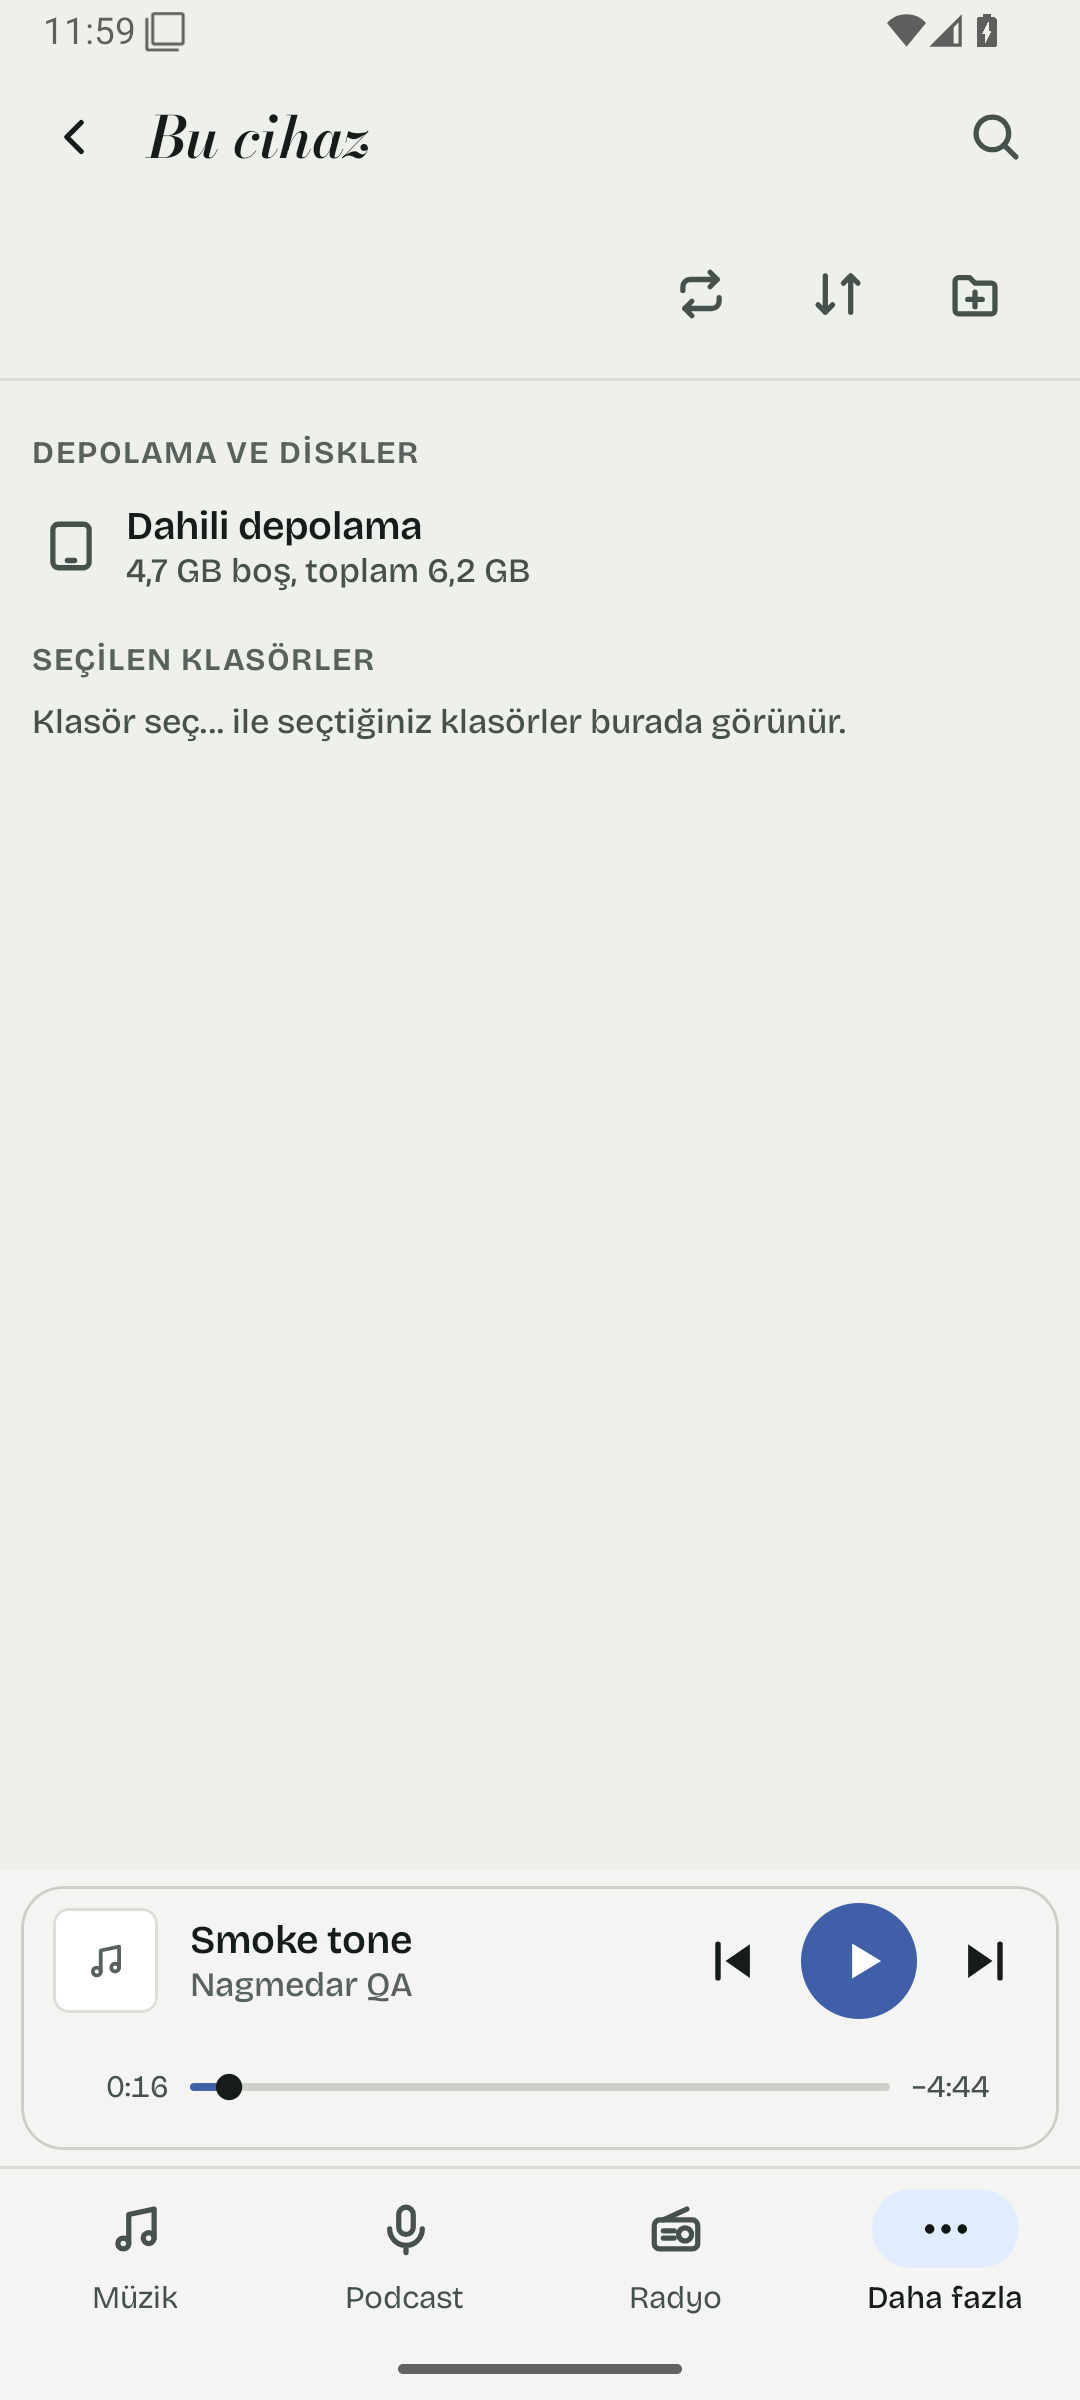 11:59
Bu cihaz
DEPOLAMA VE DİSKLER
Dahili depolama
4,7 GB boş, toplam 6,2 GB
SEÇİLEN KLASÖRLER
Klasör seç... ile seçtiğiniz klasörler burada görünür.
Smoke tone
Nagmedar QA
0:16
−4:44
Müzik
Podcast
Radyo
Daha fazla